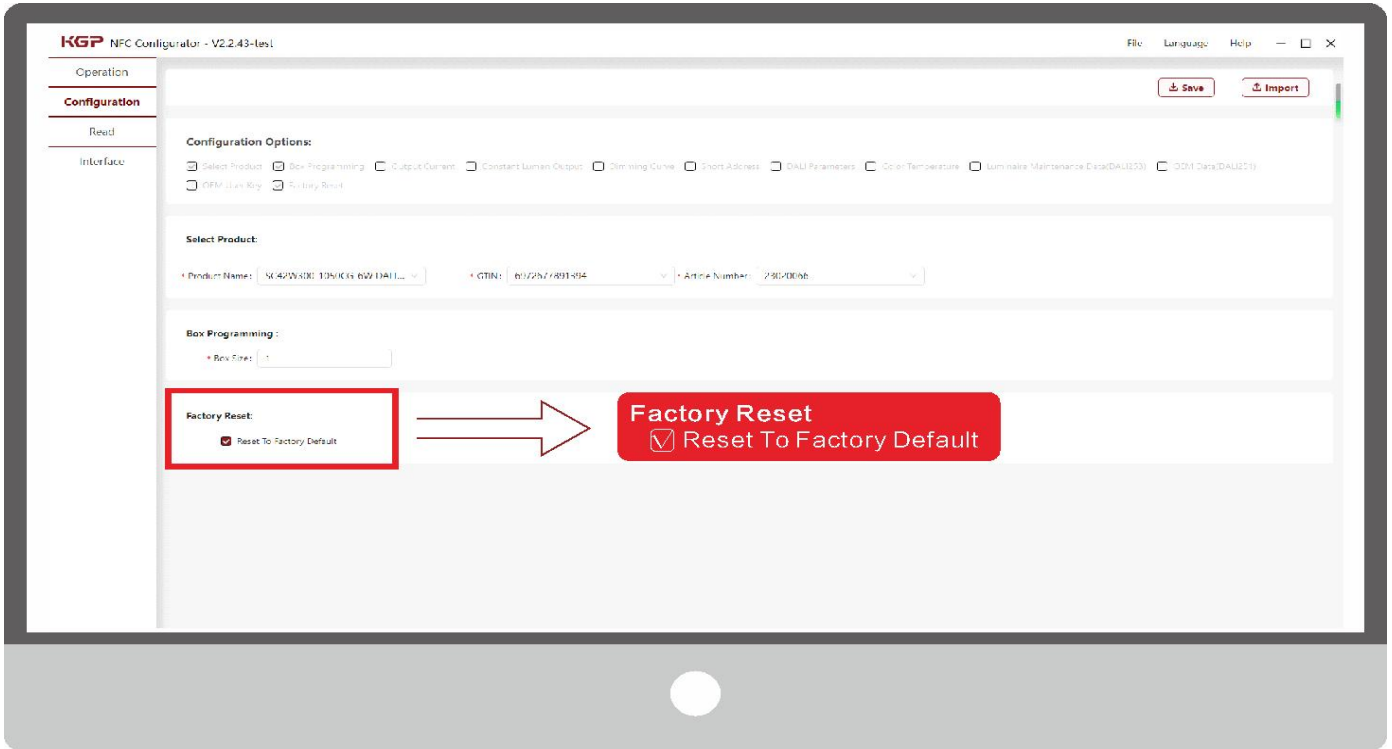 KGP NFC Configurator - V2.2.43-test
File Language Help
Operation
Configuration
Read
Interface
Save Import
Configuration Options:
Select Product Box Programming Output Current Constant Lumen Output Dimming Curve Short Address DALI Parameters Color Temperature Luminaire Maintenance Data(DALI253) OEM Data(DALI251)
OEM User Key Factory Reset
Select Product:
* Product Name: * GTIN: * Article Number: 23020066
Box Programming :
* Box Size: 1
Factory Reset:
Reset To Factory Default
Factory Reset
Reset To Factory Default